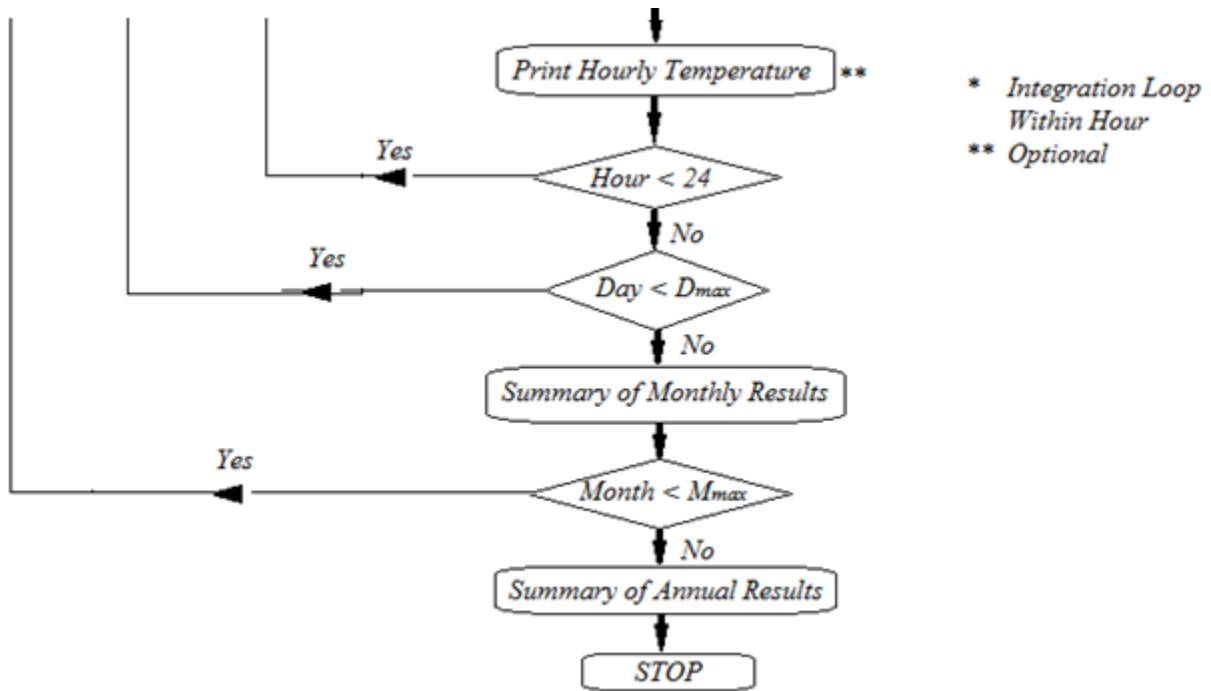 Print Hourly Temperature **
* Integration Loop
Within Hour
** Optional
Yes
Hour < 24
No
Yes
Day < Dmax
No
Summary of Monthly Results
Yes
Month < Mmax
No
Summary of Annual Results
STOP